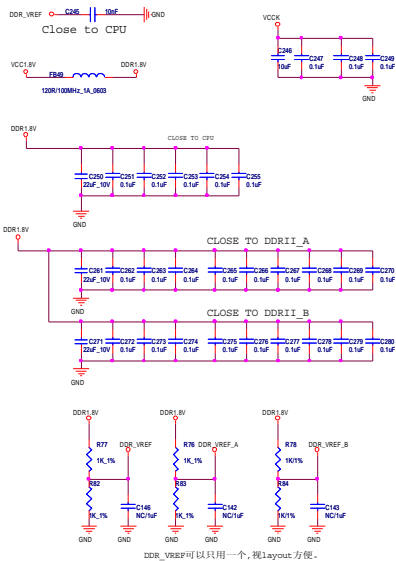 C245 10nF
DDR_VREF GND
Close to CPU
VCCK
C246 C247 C248 C249
10uF 0.1uF 0.1uF 0.1uF
GND
VCC1.8V DDR1.8V
FB49
120R/100MHz_1A_0603
DDR1.8V
CLOSE TO CPU
C250 C251 C252 C253 C254 C255
22uF_10V 0.1uF 0.1uF 0.1uF 0.1uF 0.1uF
GND
DDR1.8V
CLOSE TO DDRII_A
C261 C262 C263 C264 C265 C266 C267 C268 C269 C270
22uF_10V 0.1uF 0.1uF 0.1uF 0.1uF 0.1uF 0.1uF 0.1uF 0.1uF 0.1uF
GND
CLOSE TO DDRII_B
C271 C272 C273 C274 C275 C276 C277 C278 C279 C280
22uF_10V 0.1uF 0.1uF 0.1uF 0.1uF 0.1uF 0.1uF 0.1uF 0.1uF 0.1uF
GND
DDR1.8V DDR1.8V DDR1.8V
R77 DDR_VREF R76 DDR_VREF_A R78 DDR_VREF_B
1K_1% 1K_1% 1K/1%
R82 R83 R84
C146 C142 C143
1K_1% NC/1uF 1K_1% NC/1uF 1K/1% NC/1uF
GND GND GND GND GND GND
DDR_VREF可以只用一个,视layout方便。